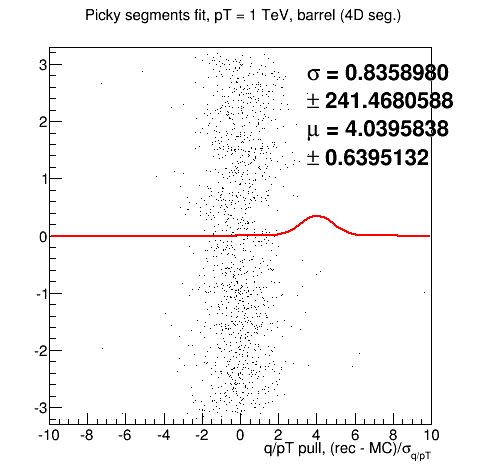 Picky segments fit, pT = 1 TeV, barrel (4D seg.)
σ = 0.8358980
± 241.4680588
μ = 4.0395838
± 0.6395132
3
2
1
0
-1
-2
-3
-10 -8 -6 -4 -2 0 2 4 6 8 10
q/pT pull, (rec - MC)/σq/pT